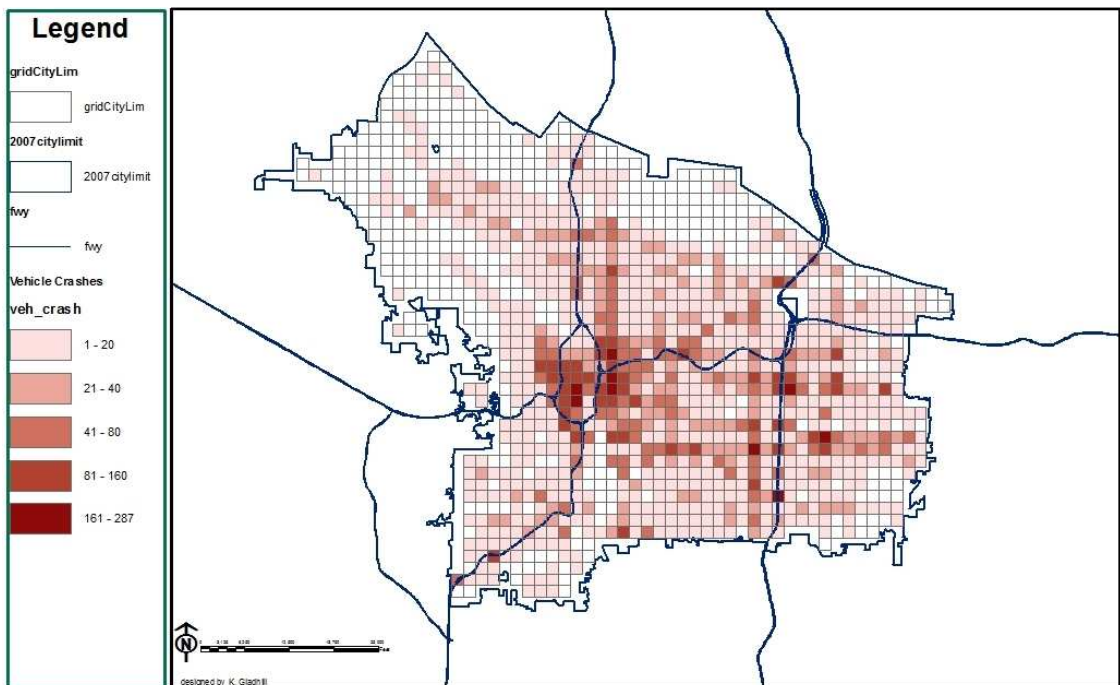 Legend
gridCityLim
gridCityLim
2007citylimit
2007citylimit
fwy
fwy
Vehicle Crashes
veh_crash
1 - 20
21 - 40
41 - 80
81 - 160
161 - 287
N
designed by K. Gladhill